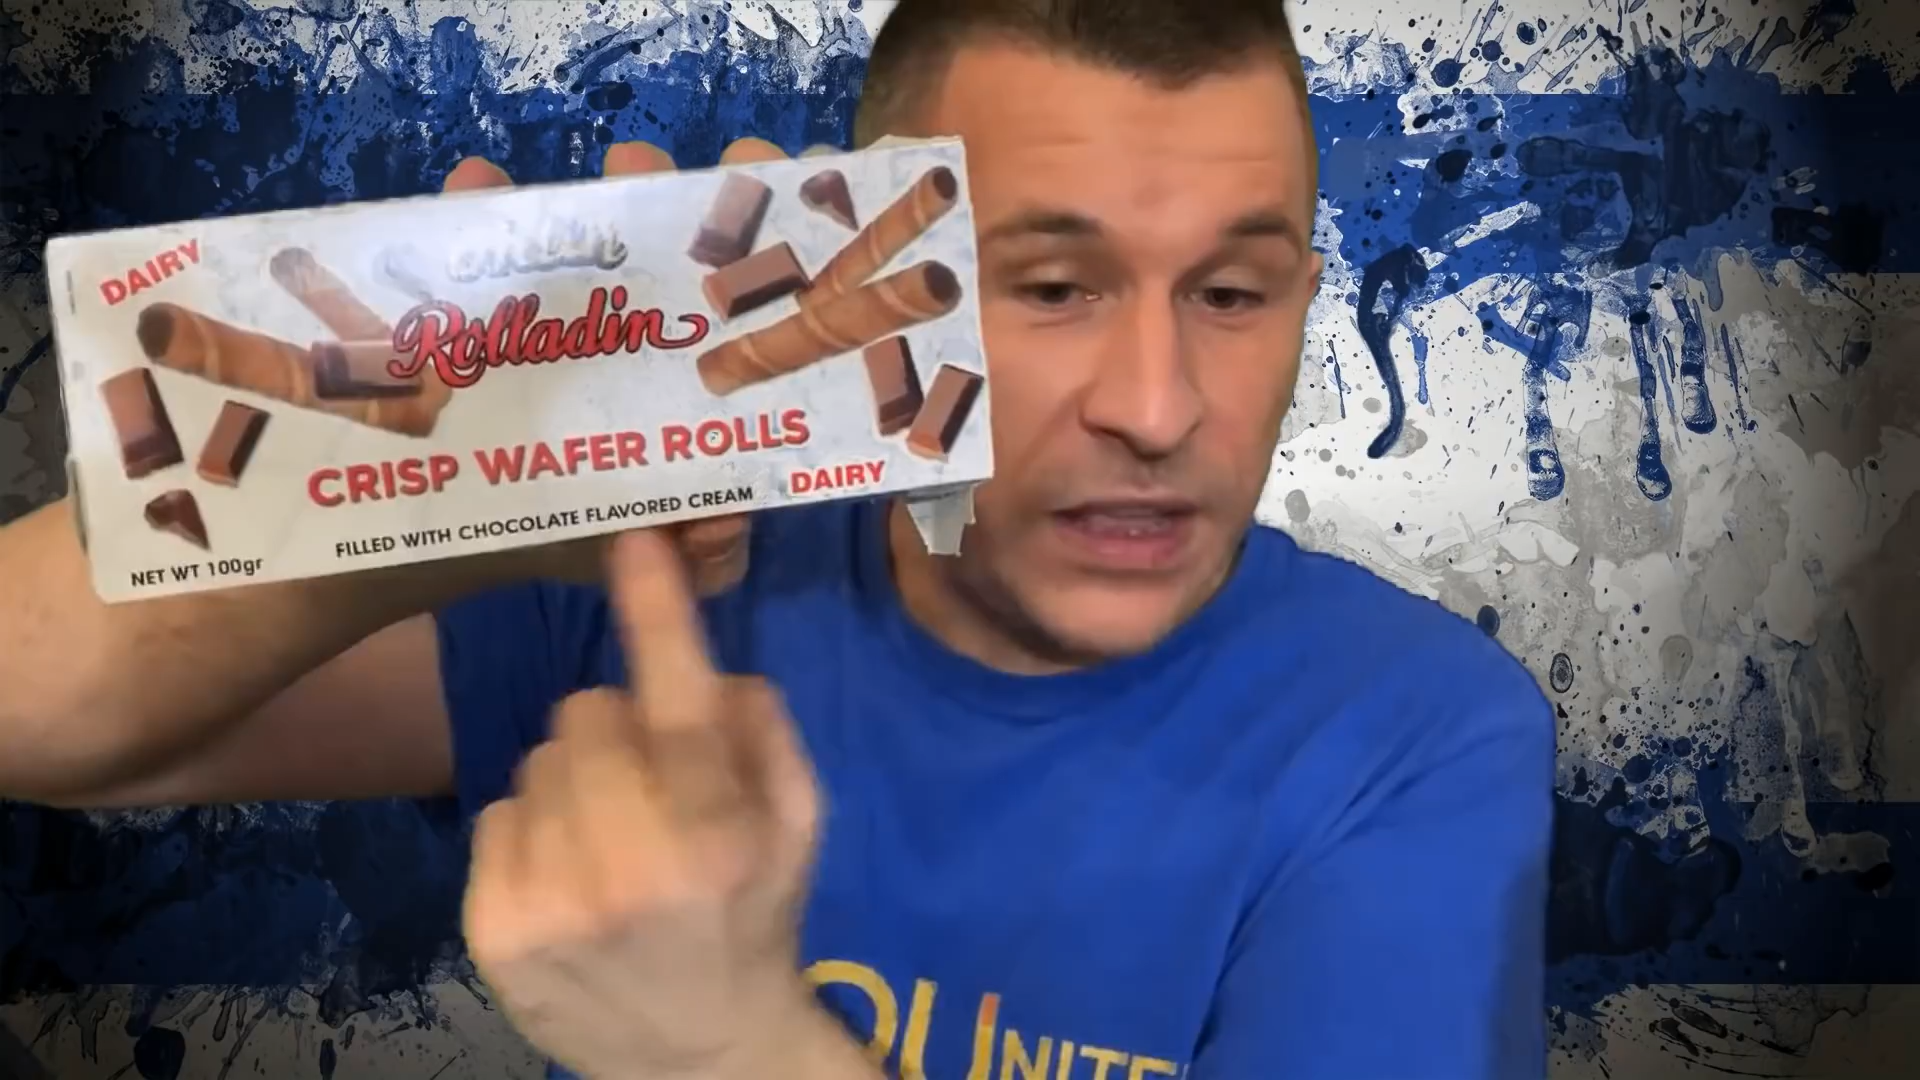 DAIRY
Rolladin
CRISP WAFER ROLLS
DAIRY
FILLED WITH CHOCOLATE FLAVORED CREAM
NET WT 100gr